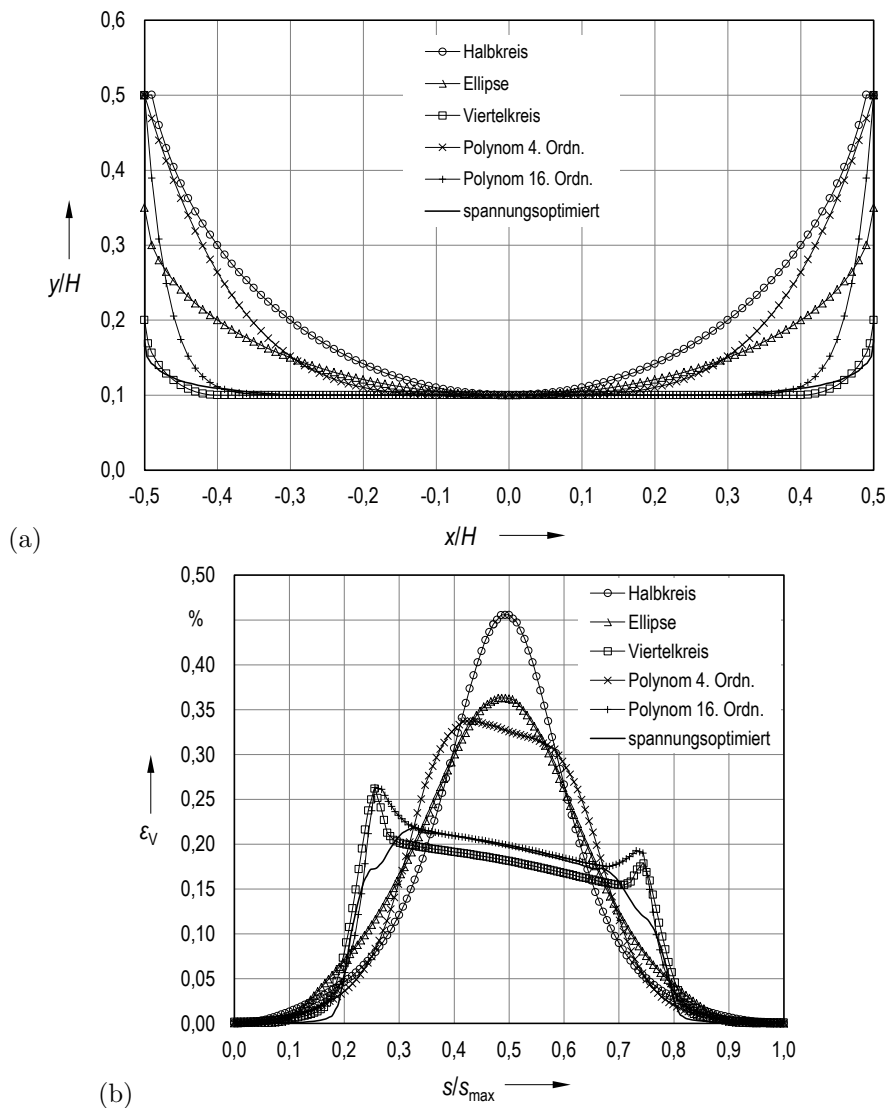 0,6
0,5
0,4
0,3
0,2
0,1
0,0
y/H
Halbkreis
Ellipse
Viertelkreis
Polynom 4. Ordn.
Polynom 16. Ordn.
spannungsoptimiert
-0,5 -0,4 -0,3 -0,2 -0,1 0,0 0,1 0,2 0,3 0,4 0,5
x/H
(a)
0,50
%
0,40
0,35
0,30
0,25
0,20
0,15
0,10
0,05
0,00
εV
Halbkreis
Ellipse
Viertelkreis
Polynom 4. Ordn.
Polynom 16. Ordn.
spannungsoptimiert
0,0 0,1 0,2 0,3 0,4 0,5 0,6 0,7 0,8 0,9 1,0
s/smax
(b)